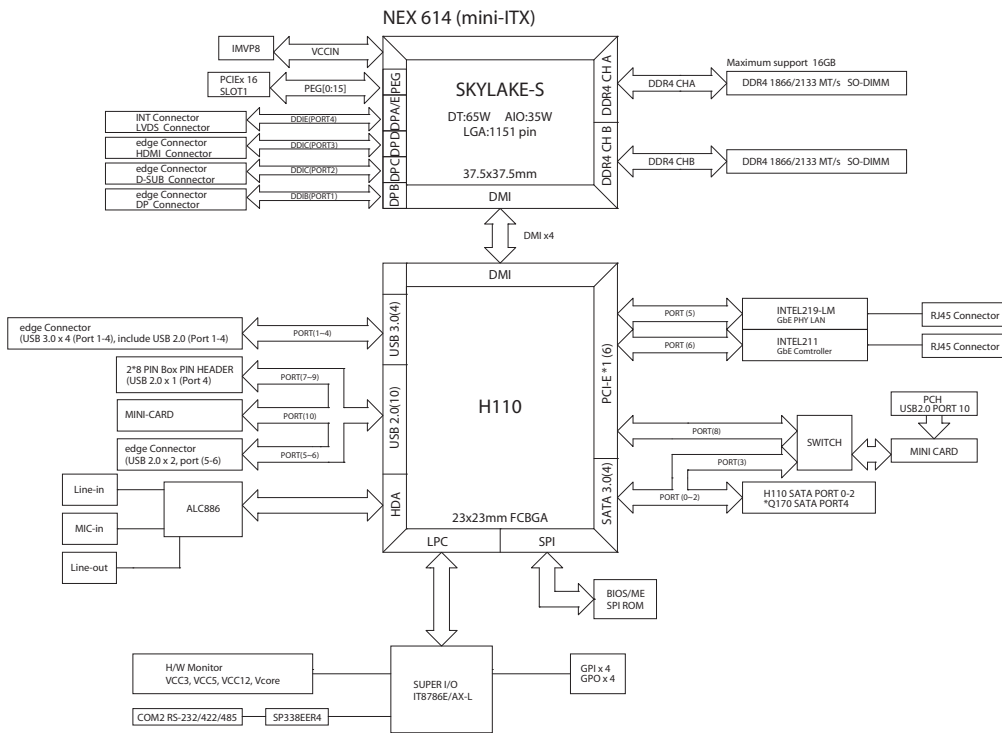 NEX 614 (mini-ITX)
IMVP8
VCCIN
PCIEx 16
SLOT1
PEG[0:15]
PEG
INT Connector
LVDS Connector
DDIE(PORT4)
DPA/E
edge Connector
HDMI Connector
DDIC(PORT3)
DPD
edge Connector
D-SUB Connector
DDIC(PORT2)
DPC
edge Connector
DP Connector
DDIB(PORT1)
DPB
SKYLAKE-S
DT:65W AIO:35W
LGA:1151 pin
37.5x37.5mm
DMI
DDR4 CH A
DDR4 CH B
Maximum support 16GB
DDR4 CHA
DDR4 1866/2133 MT/s SO-DIMM
DDR4 CHB
DDR4 1866/2133 MT/s SO-DIMM
DMI x4
DMI
edge Connector
(USB 3.0 x 4 (Port 1-4), include USB 2.0 (Port 1-4)
PORT(1~4)
USB 3.0(4)
2*8 PIN Box PIN HEADER
(USB 2.0 x 1 (Port 4)
PORT(7~9)
MINI-CARD
PORT(10)
USB 2.0(10)
edge Connector
(USB 2.0 x 2, port (5-6)
PORT(5~6)
Line-in
MIC-in
Line-out
ALC886
HDA
H110
23x23mm FCBGA
LPC
SPI
PCI-E *1 (6)
SATA 3.0(4)
PORT (5)
INTEL219-LM
GbE PHY LAN
RJ45 Connector
PORT (6)
INTEL211
GbE Comtroller
RJ45 Connector
PORT(8)
PORT(3)
SWITCH
PCH
USB2.0 PORT 10
MINI CARD
PORT (0~2)
H110 SATA PORT 0-2
*Q170 SATA PORT4
BIOS/ME
SPI ROM
H/W Monitor
VCC3, VCC5, VCC12, Vcore
SUPER I/O
IT8786E/AX-L
GPI x 4
GPO x 4
COM2 RS-232/422/485
SP338EER4